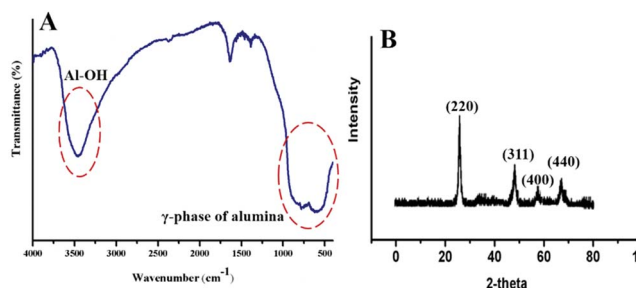 A
Al-OH
γ-phase of alumina
Transmittance (%)
4000 3500 3000 2500 2000 1500 1000 500
Wavenumber (cm-1)
B
(220)
(311)
(440)
(400)
Intensity
0 20 40 60 80
2-theta